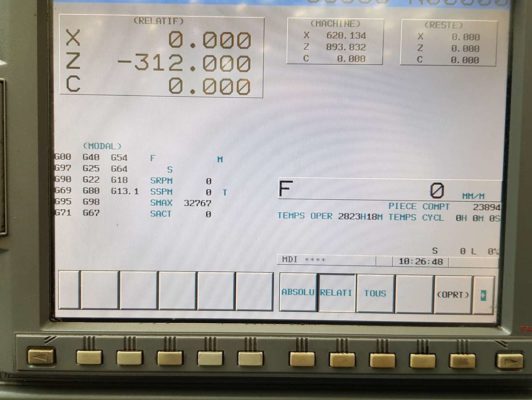 (RELATIF)
X 0.000
Z -312.000
C 0.000
(MACHINE)
X 620.134
Z 893.032
C 0.000
(RESTE)
X 0.000
Z 0.000
C 0.000
(MODAL)
G00 G40 G54 F M
G97 G25 G64 S
G90 G22 G18 SRPM 0
G69 G80 G13.1 SSPM 0 T
G95 G98 SMAX 32767
G71 G67 SACT 0
F 0 MM/M
PIECE COMPT 23894
TEMPS OPER 2823H18M TEMPS CYCL 0H 0M 0S
S 0 L 0%
MDI **** 10:26:48
ABSOLU RELATI TOUS (OPRT)